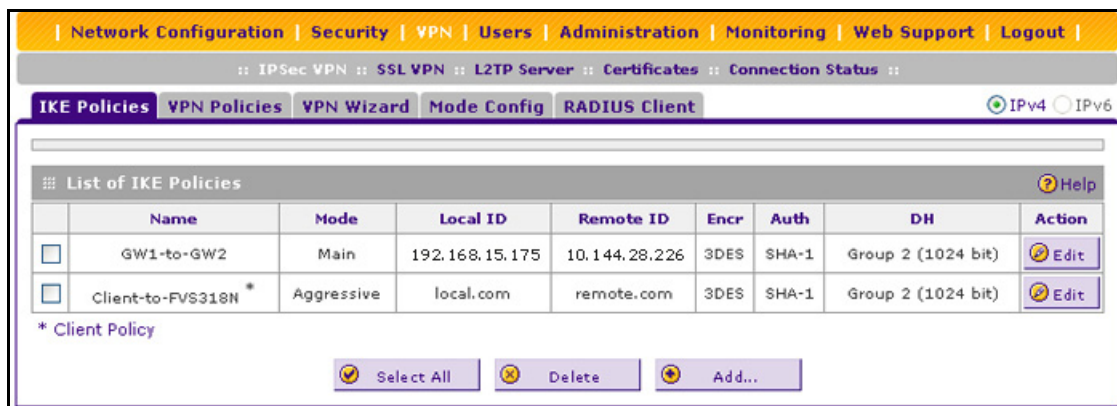 | Network Configuration | Security | VPN | Users | Administration | Monitoring | Web Support | Logout |
:: IPSec VPN :: SSL VPN :: L2TP Server :: Certificates :: Connection Status ::
IKE Policies VPN Policies VPN Wizard Mode Config RADIUS Client IPv4 IPv6
List of IKE Policies ? Help
Name Mode Local ID Remote ID Encr Auth DH Action
GW1-to-GW2 Main 192.168.15.175 10.144.28.226 3DES SHA-1 Group 2 (1024 bit) Edit
Client-to-FVS318N * Aggressive local.com remote.com 3DES SHA-1 Group 2 (1024 bit) Edit
* Client Policy
Select All Delete Add...